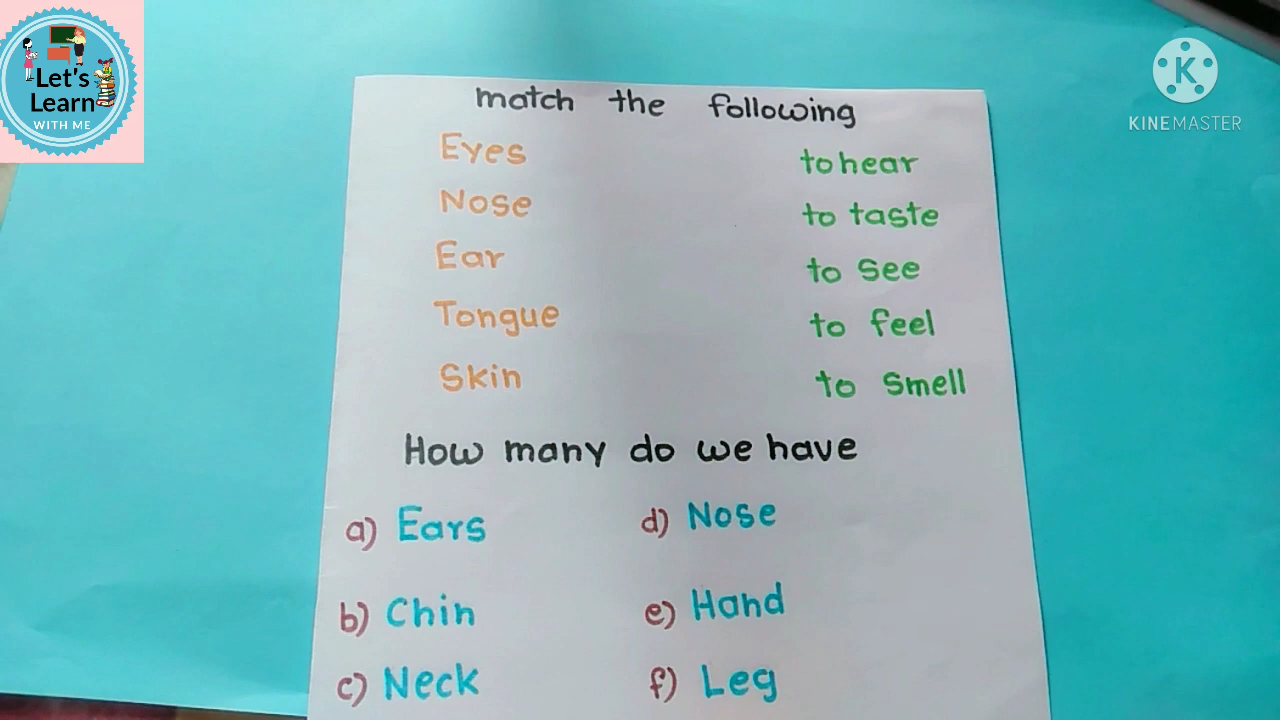 Let's
Learn
WITH ME
K
KINEMASTER
match the following
Eyes to hear
Nose to taste
Ear to see
Tongue to feel
Skin to smell
How many do we have
a) Ears d) Nose
b) Chin e) Hand
c) Neck f) Leg